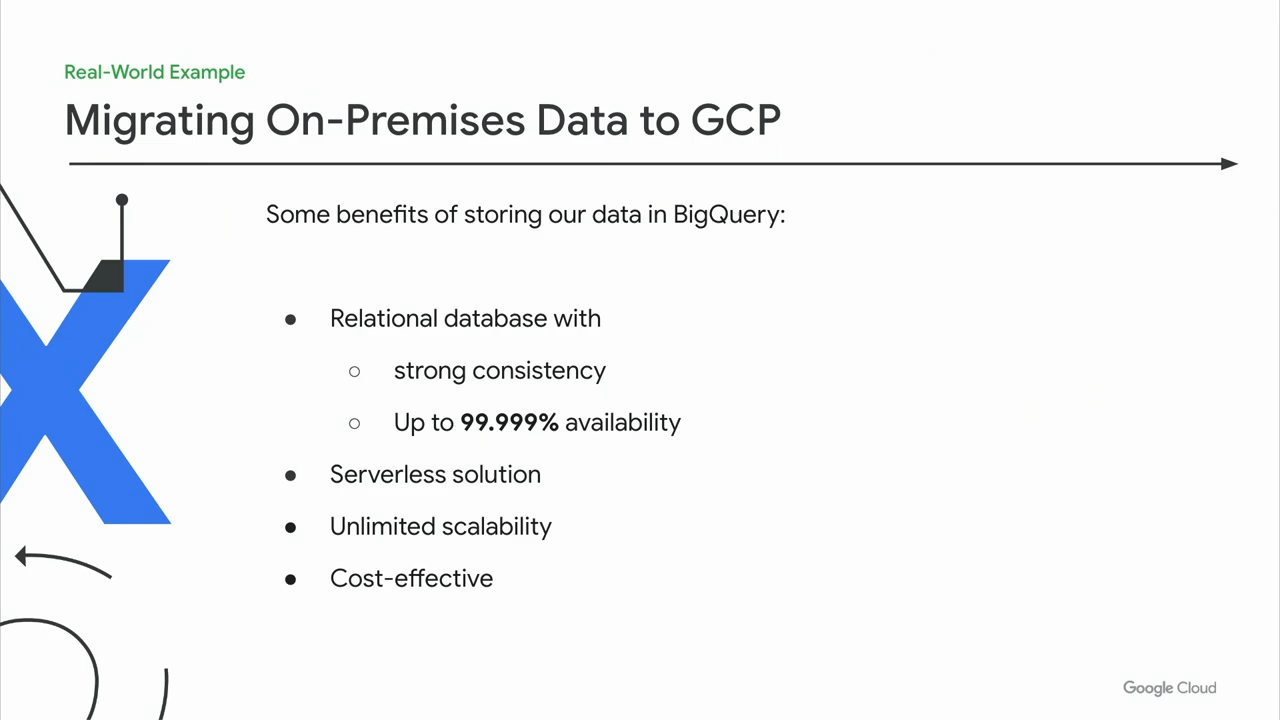 Real-World Example
Migrating On-Premises Data to GCP
Some benefits of storing our data in BigQuery:
● Relational database with
○ strong consistency
○ Up to 99.999% availability
● Serverless solution
● Unlimited scalability
● Cost-effective
Google Cloud